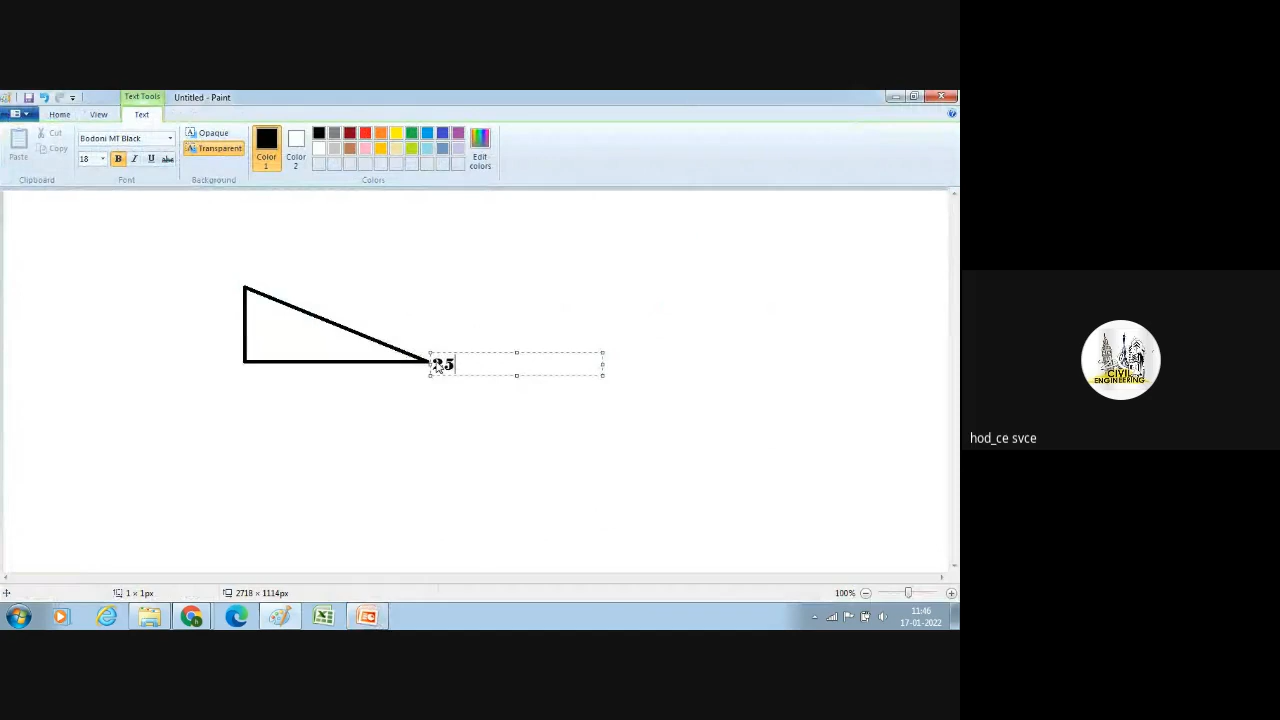 Text Tools
Untitled - Paint
Home
View
Text
Paste
Cut
Copy
Clipboard
Bodoni MT Black
18
B
I
U
abc
Font
Opaque
Transparent
Background
Color 1
Color 2
Edit colors
Colors
CIVIL
ENGINEERING
hod_ce svce
1 × 1px
2718 × 1114px
100%
11:46
17-01-2022